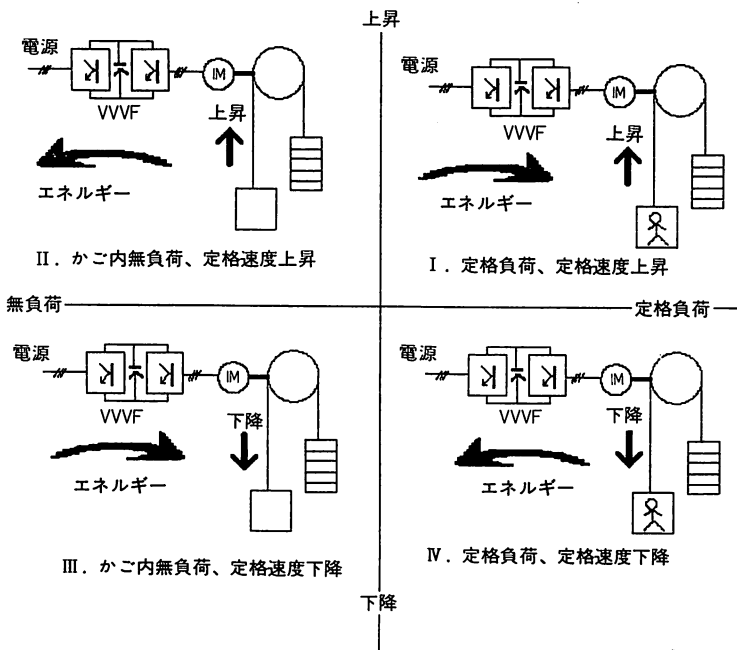 上昇
電源
VVVF
IM
上昇
エネルギー
II．かご内無負荷、定格速度上昇
電源
VVVF
IM
上昇
エネルギー
I．定格負荷、定格速度上昇
無負荷
定格負荷
電源
VVVF
IM
下降
エネルギー
III．かご内無負荷、定格速度下降
電源
VVVF
IM
下降
エネルギー
IV．定格負荷、定格速度下降
下降